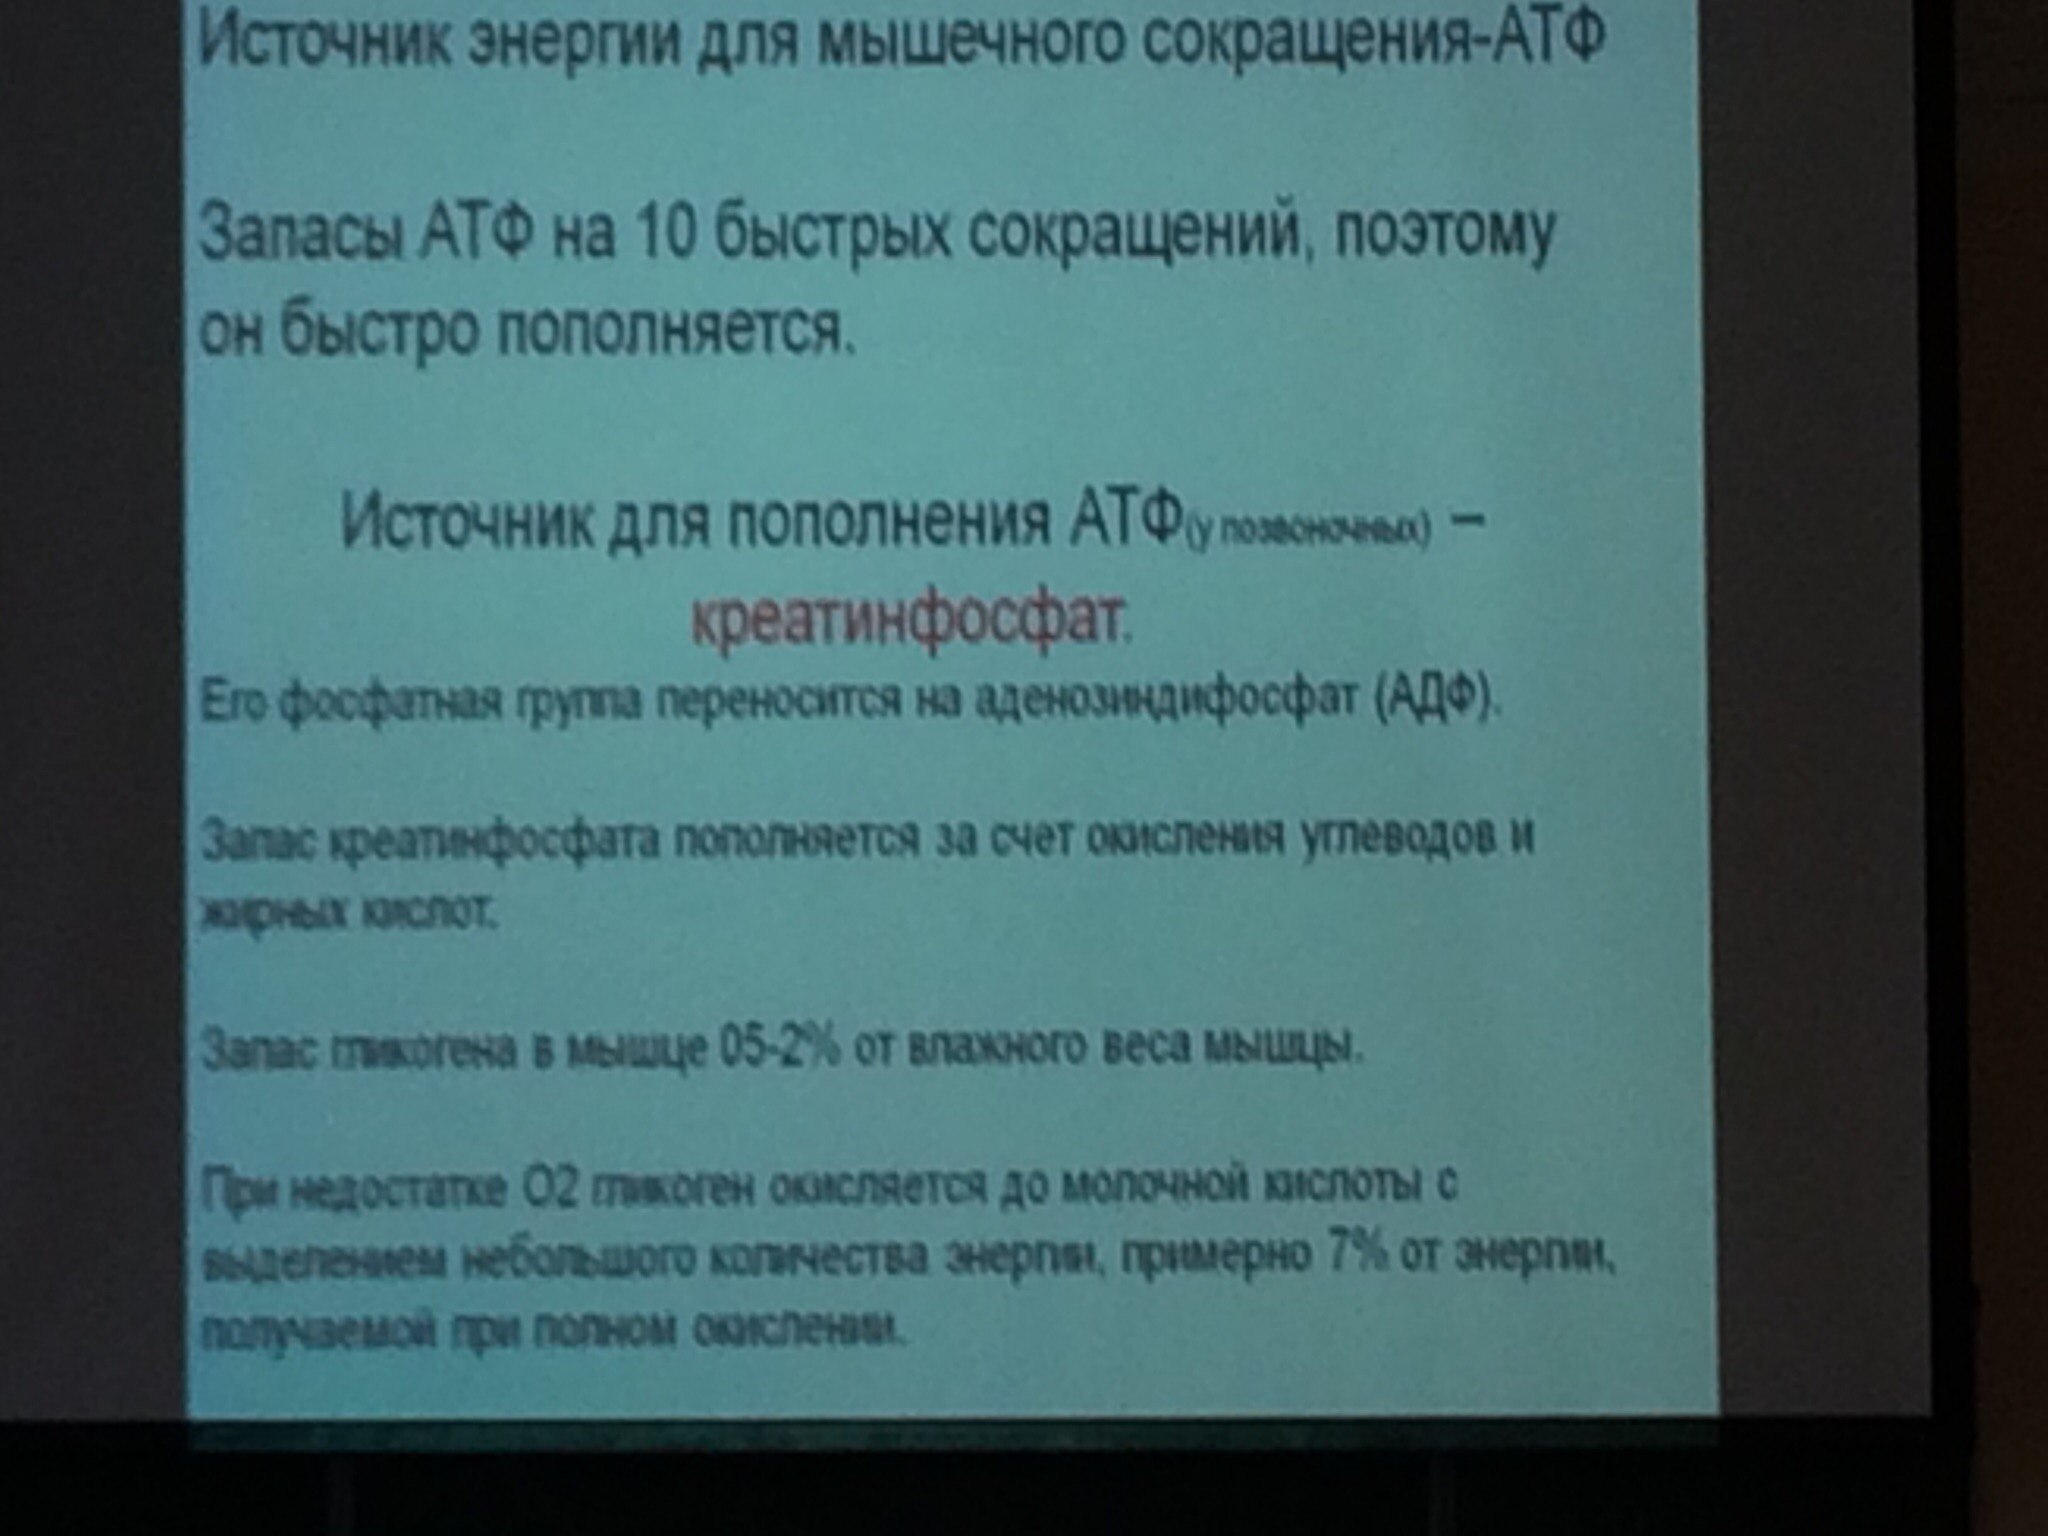 Источник энергии для мышечного сокращения-АТФ
Запасы АТФ на 10 быстрых сокращений, поэтому
он быстро пополняется.
Источник для пополнения АТФ(у позвоночных) –
креатинфосфат.
Его фосфатная группа переносится на аденозиндифосфат (АДФ).
Запас креатинфосфата пополняется за счет окисления углеводов и
жирных кислот.
Запас гликогена в мышце 05-2% от влажного веса мышцы.
При недостатке О2 гликоген окисляется до молочной кислоты с
выделением небольшого количества энергии, примерно 7% от энергии,
получаемой при полном окислении.